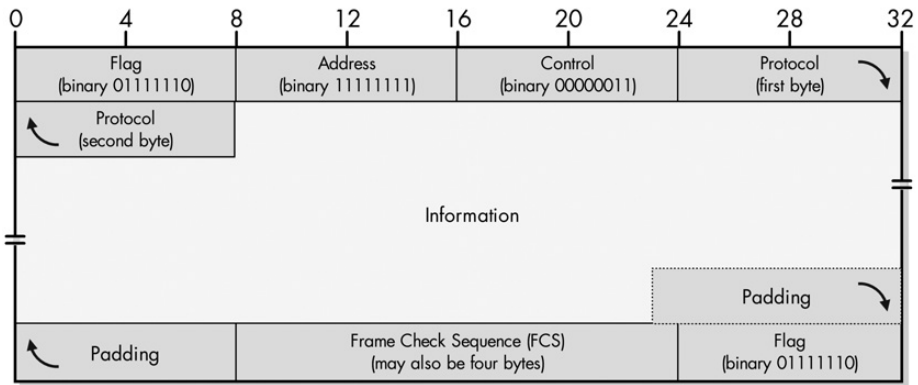 0 4 8 12 16 20 24 28 32
Flag Address Control Protocol
(binary 01111110) (binary 11111111) (binary 00000011) (first byte)
Protocol
(second byte)
Information
Padding
Padding Frame Check Sequence (FCS) Flag
(may also be four bytes) (binary 01111110)